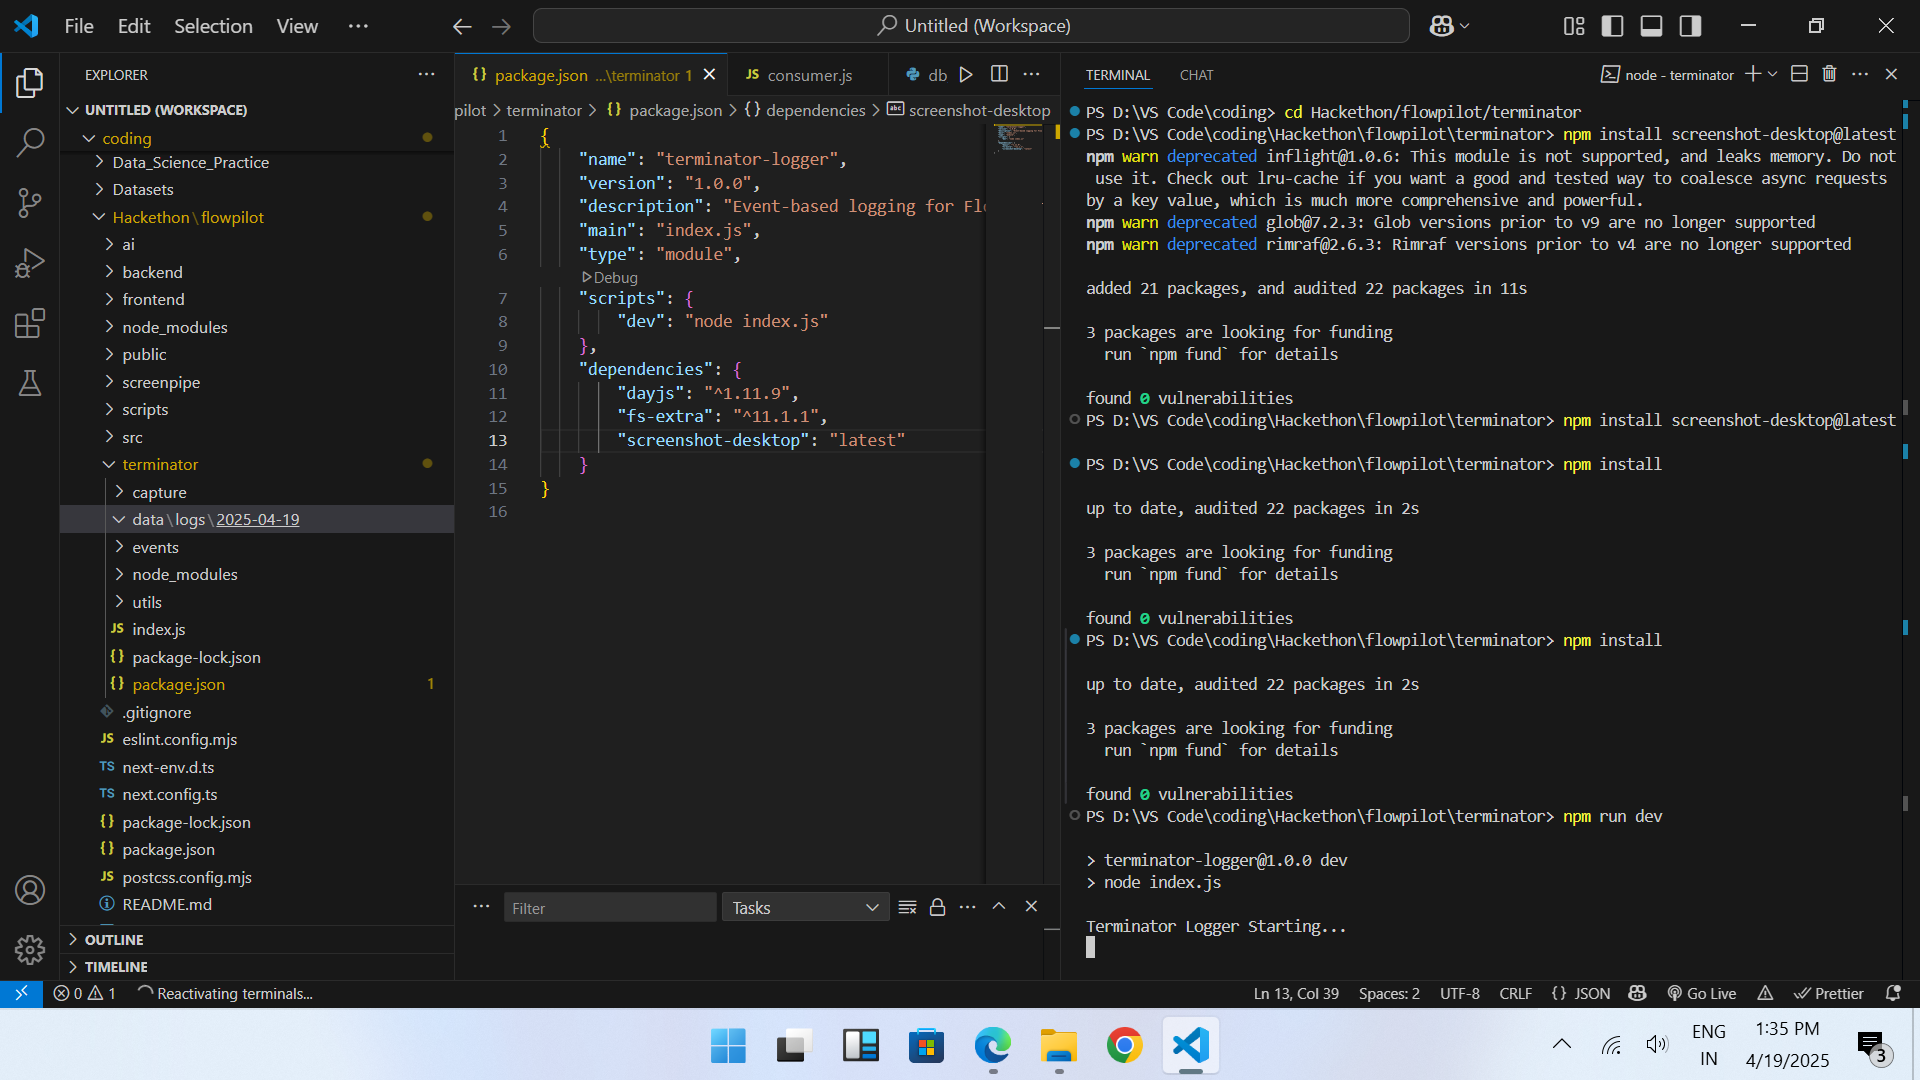 File Edit Selection View ··· Untitled (Workspace)
EXPLORER
UNTITLED (WORKSPACE)
coding
Data_Science_Practice
Datasets
Hackethon \ flowpilot
ai
backend
frontend
node_modules
public
screenpipe
scripts
src
terminator
capture
data \ logs \ 2025-04-19
events
node_modules
utils
JS index.js
{} package-lock.json
{} package.json 1
.gitignore
JS eslint.config.mjs
TS next-env.d.ts
TS next.config.ts
{} package-lock.json
{} package.json
JS postcss.config.mjs
README.md
OUTLINE
TIMELINE
{} package.json ...\terminator 1
JS consumer.js
db
pilot > terminator > {} package.json > {} dependencies > abc screenshot-desktop
1 {
2 "name": "terminator-logger",
3 "version": "1.0.0",
4 "description": "Event-based logging for Fl
5 "main": "index.js",
6 "type": "module",
Debug
7 "scripts": {
8 "dev": "node index.js"
9 },
10 "dependencies": {
11 "dayjs": "^1.11.9",
12 "fs-extra": "^11.1.1",
13 "screenshot-desktop": "latest"
14 }
15 }
16
Filter Tasks
TERMINAL CHAT node - terminator
PS D:\VS Code\coding> cd Hackethon/flowpilot/terminator
PS D:\VS Code\coding\Hackethon\flowpilot\terminator> npm install screenshot-desktop@latest
npm warn deprecated inflight@1.0.6: This module is not supported, and leaks memory. Do not
use it. Check out lru-cache if you want a good and tested way to coalesce async requests
by a key value, which is much more comprehensive and powerful.
npm warn deprecated glob@7.2.3: Glob versions prior to v9 are no longer supported
npm warn deprecated rimraf@2.6.3: Rimraf versions prior to v4 are no longer supported
added 21 packages, and audited 22 packages in 11s
3 packages are looking for funding
run `npm fund` for details
found 0 vulnerabilities
PS D:\VS Code\coding\Hackethon\flowpilot\terminator> npm install screenshot-desktop@latest
PS D:\VS Code\coding\Hackethon\flowpilot\terminator> npm install
up to date, audited 22 packages in 2s
3 packages are looking for funding
run `npm fund` for details
found 0 vulnerabilities
PS D:\VS Code\coding\Hackethon\flowpilot\terminator> npm install
up to date, audited 22 packages in 2s
3 packages are looking for funding
run `npm fund` for details
found 0 vulnerabilities
PS D:\VS Code\coding\Hackethon\flowpilot\terminator> npm run dev
> terminator-logger@1.0.0 dev
> node index.js
Terminator Logger Starting...
0 1 Reactivating terminals... Ln 13, Col 39 Spaces: 2 UTF-8 CRLF {} JSON Go Live Prettier
ENG
IN
1:35 PM
4/19/2025
3